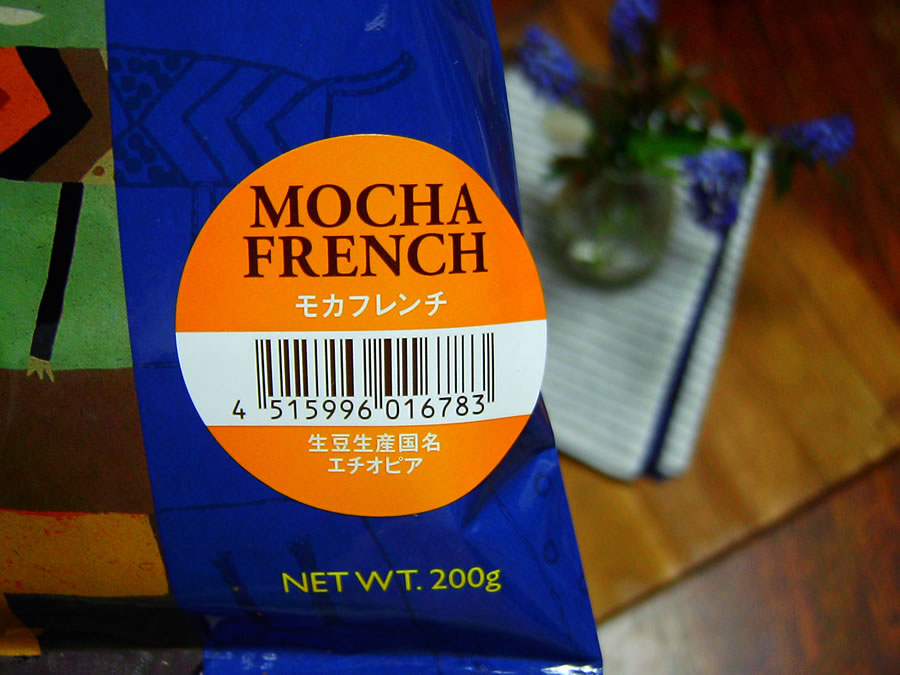 MOCHA
FRENCH
モカフレンチ
4 515996 016783
生豆生産国名
エチオピア
NET WT. 200g